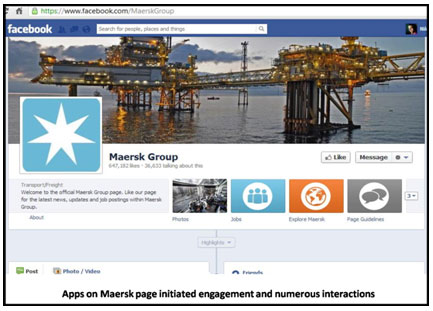 https://www.facebook.com/MaerskGroup
facebook
Search for people, places and things
Maersk Group
647,382 likes · 36,633 talking about this
Like
Message
Transport/Freight
Welcome to the official Maersk Group page. Like our page
for the latest news, updates and job postings within Maersk
Group.
About
Photos
Jobs
Explore Maersk
Page Guidelines
3
Highlights
Post
Photo / Video
Friends
Apps on Maersk page initiated engagement and numerous interactions